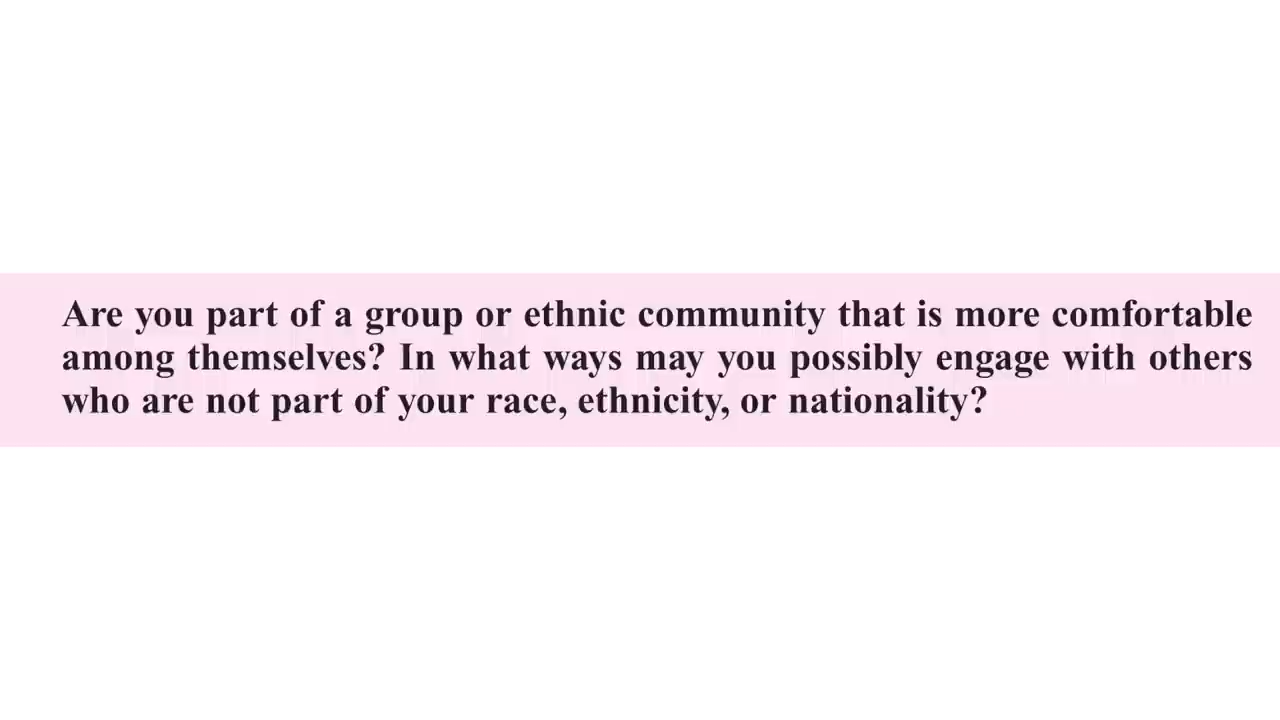 Are you part of a group or ethnic community that is more comfortable
among themselves? In what ways may you possibly engage with others
who are not part of your race, ethnicity, or nationality?